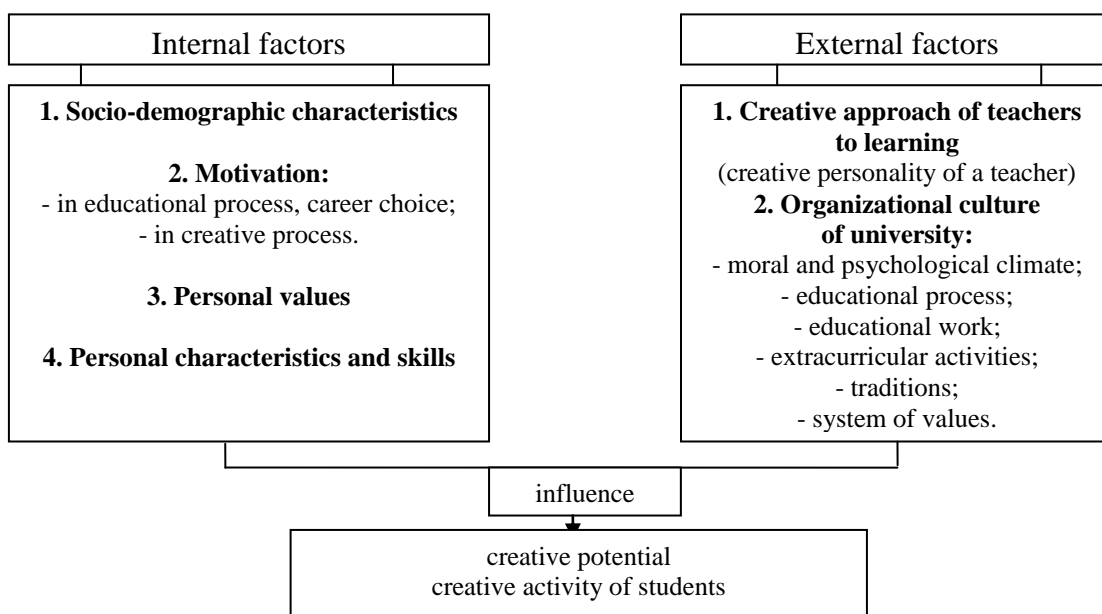 Internal factors
1. Socio-demographic characteristics
2. Motivation:
- in educational process, career choice;
- in creative process.
3. Personal values
4. Personal characteristics and skills
External factors
1. Creative approach of teachers
to learning
(creative personality of a teacher)
2. Organizational culture
of university:
- moral and psychological climate;
- educational process;
- educational work;
- extracurricular activities;
- traditions;
- system of values.
influence
creative potential
creative activity of students